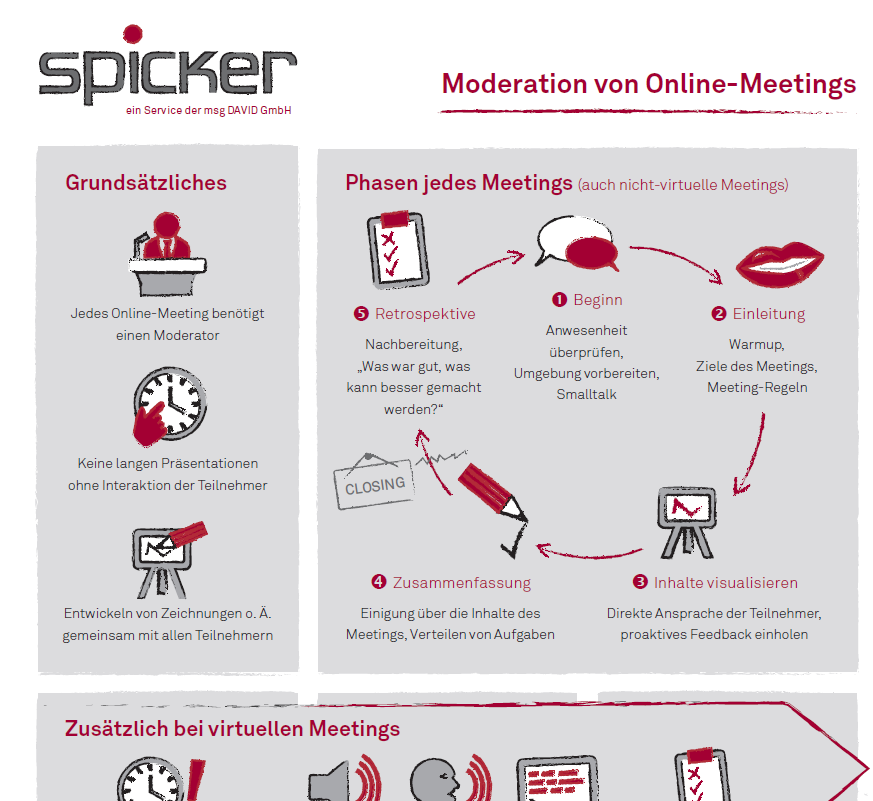 spicker
ein Service der msg DAVID GmbH
Moderation von Online-Meetings
Grundsätzliches
Jedes Online-Meeting benötigt
einen Moderator
Keine langen Präsentationen
ohne Interaktion der Teilnehmer
Entwickeln von Zeichnungen o. Ä.
gemeinsam mit allen Teilnehmern
Phasen jedes Meetings (auch nicht-virtuelle Meetings)
1 Beginn
Anwesenheit
überprüfen,
Umgebung vorbereiten,
Smalltalk
2 Einleitung
Warmup,
Ziele des Meetings,
Meeting-Regeln
3 Inhalte visualisieren
Direkte Ansprache der Teilnehmer,
proaktives Feedback einholen
4 Zusammenfassung
Einigung über die Inhalte des
Meetings, Verteilen von Aufgaben
CLOSING
5 Retrospektive
Nachbereitung,
„Was war gut, was
kann besser gemacht
werden?“
Zusätzlich bei virtuellen Meetings